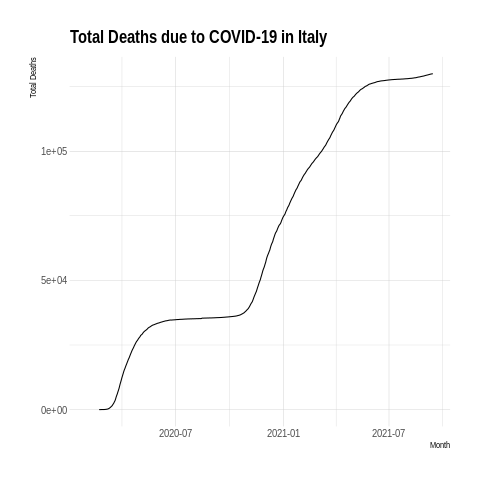 Total Deaths due to COVID-19 in Italy
Total Deaths
1e+05
5e+04
0e+00
2020-07 2021-01 2021-07
Month